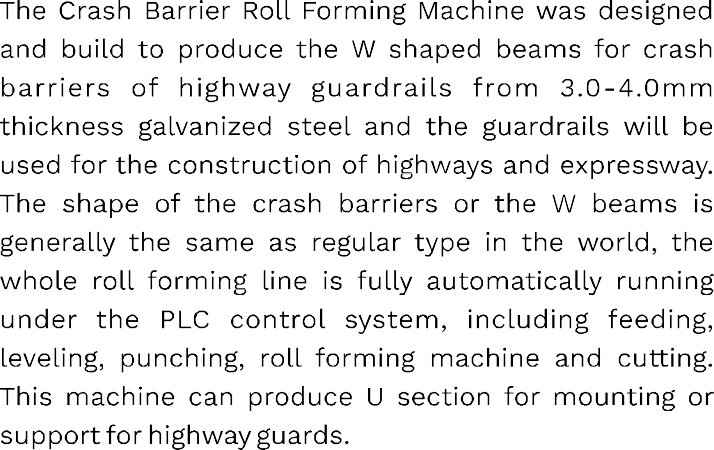 The Crash Barrier Roll Forming Machine was designed
and build to produce the W shaped beams for crash
barriers of highway guardrails from 3.0-4.0mm
thickness galvanized steel and the guardrails will be
used for the construction of highways and expressway.
The shape of the crash barriers or the W beams is
generally the same as regular type in the world, the
whole roll forming line is fully automatically running
under the PLC control system, including feeding,
leveling, punching, roll forming machine and cutting.
This machine can produce U section for mounting or
support for highway guards.